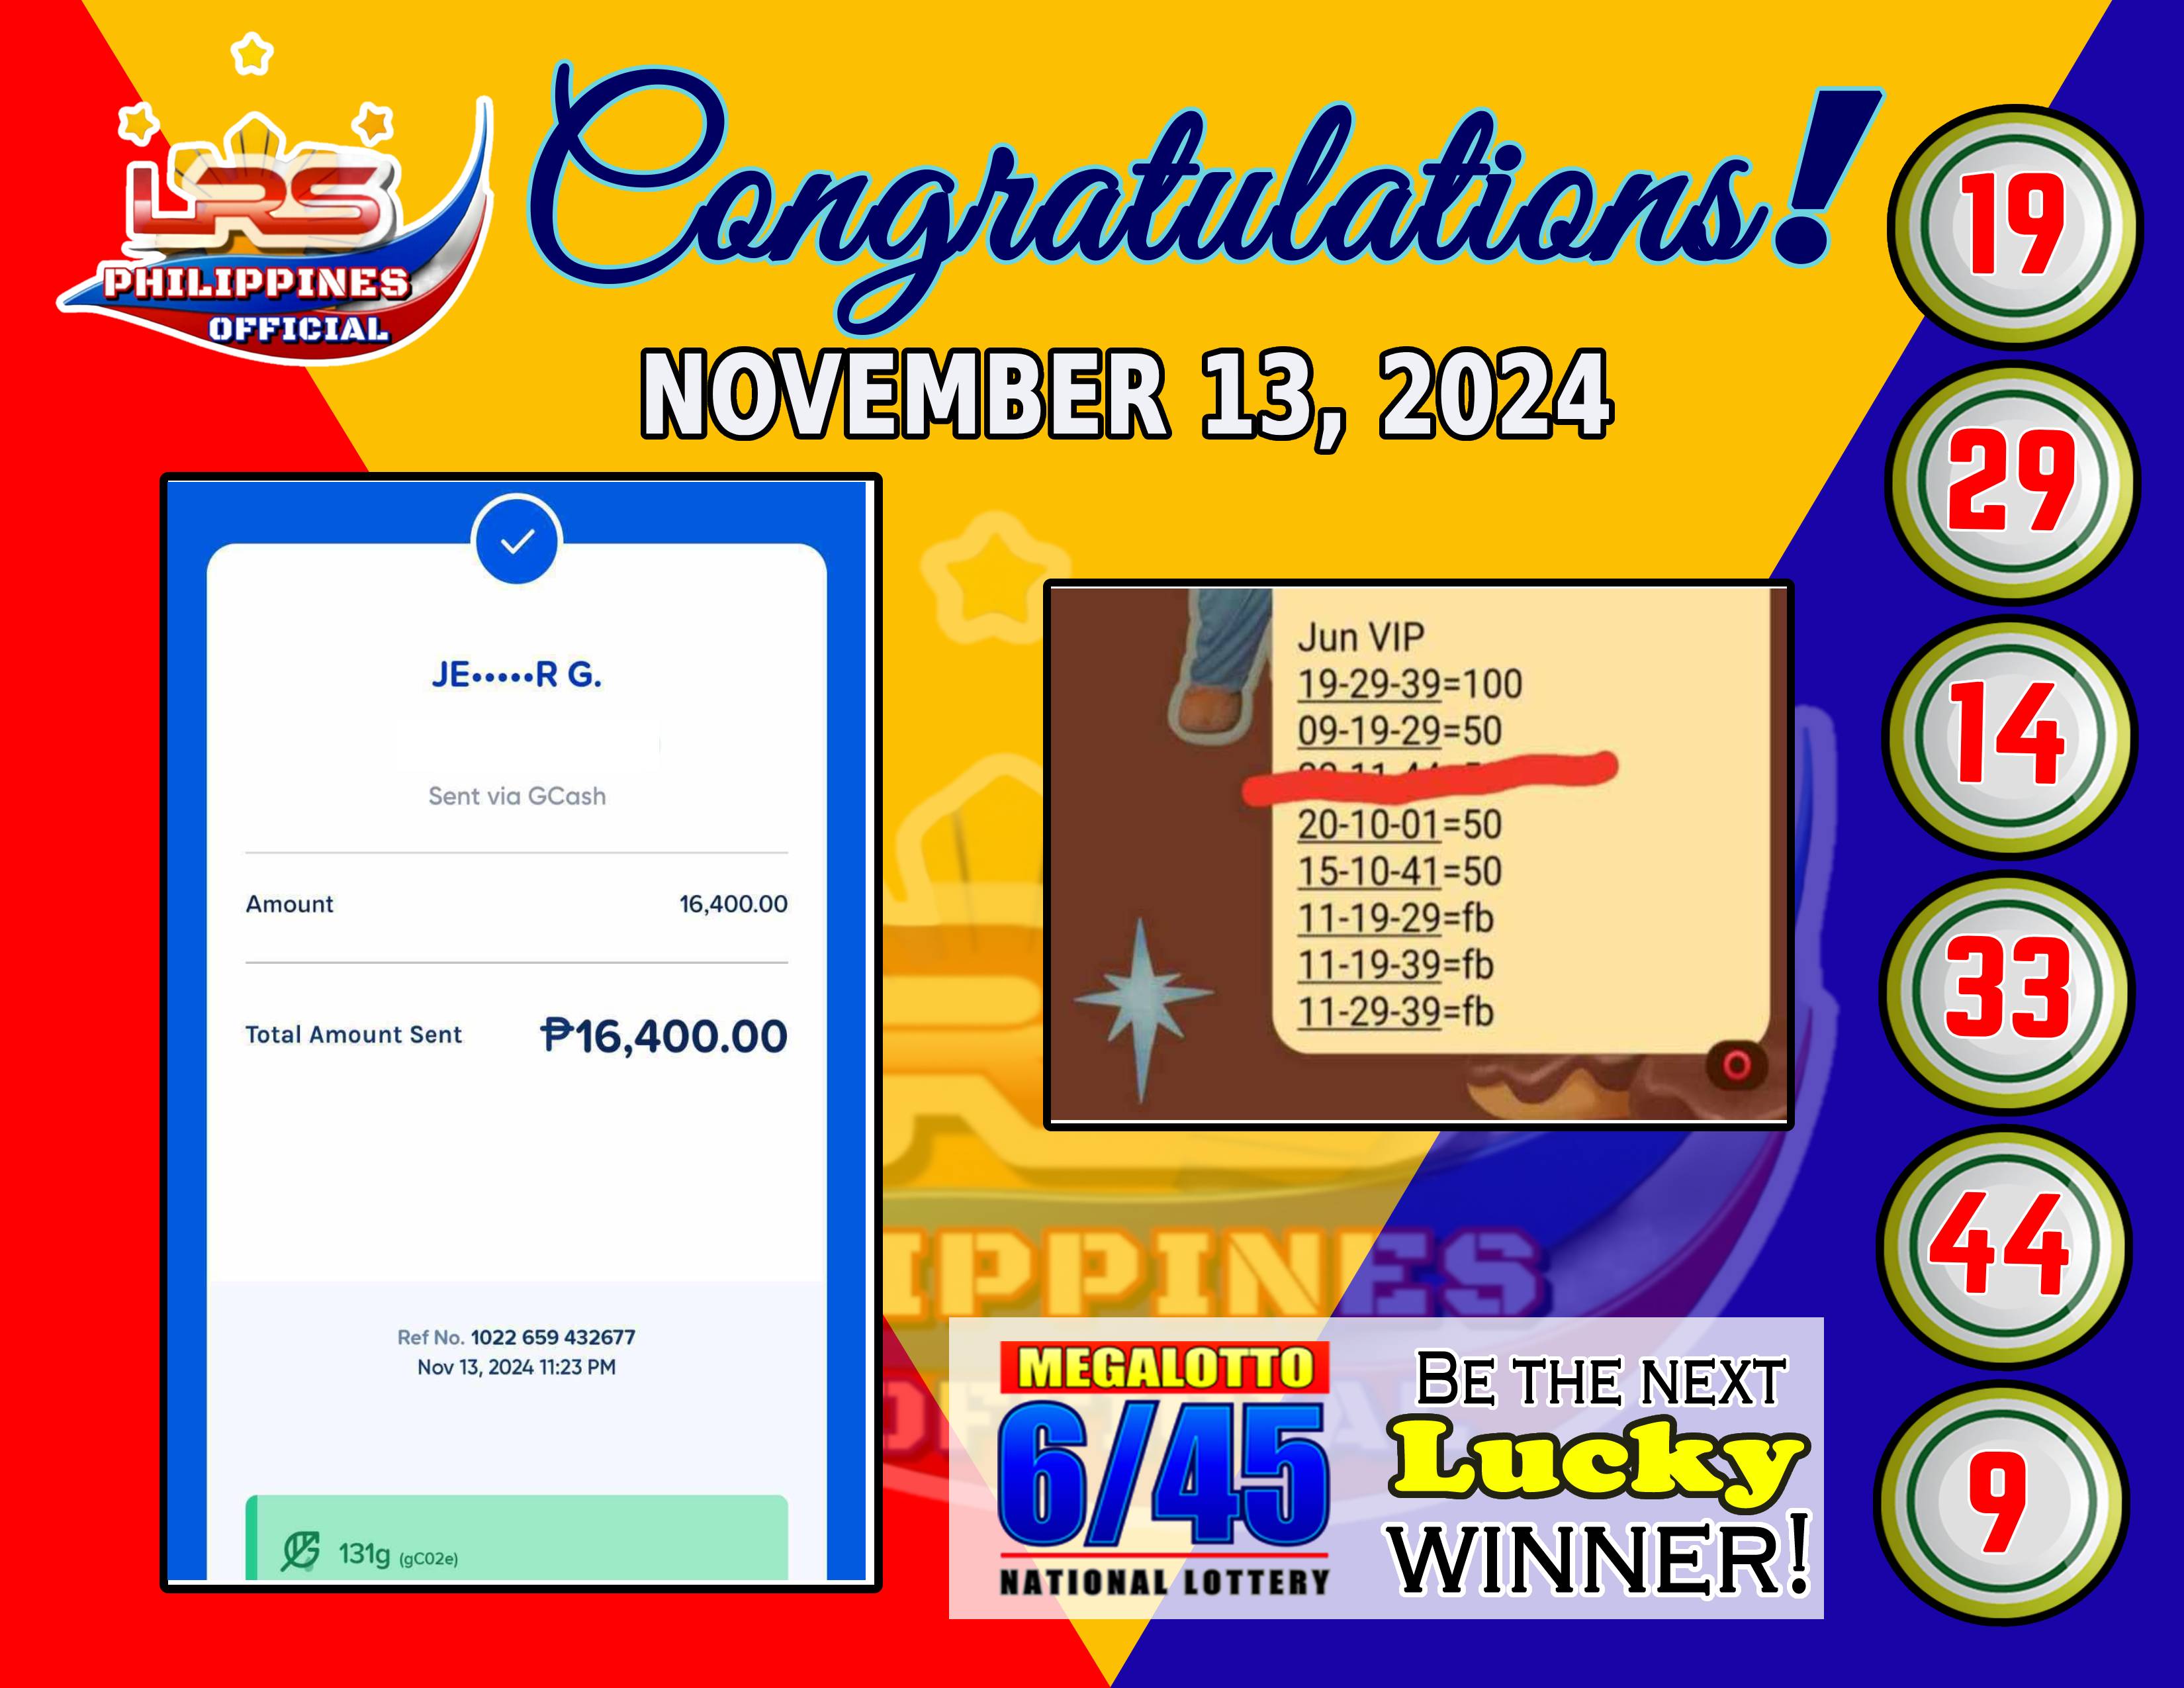 LRS
PHILIPPINES
OFFICIAL
Congratulations!
NOVEMBER 13, 2024
JE•••••R G.
Sent via GCash
Amount 16,400.00
Total Amount Sent ₱16,400.00
Ref No. 1022 659 432677
Nov 13, 2024 11:23 PM
131g (gCO2e)
Jun VIP
19-29-39=100
09-19-29=50
20-10-01=50
15-10-41=50
11-19-29=fb
11-19-39=fb
11-29-39=fb
IPPINES
MEGALOTTO
6/45
NATIONAL LOTTERY
BE THE NEXT
Lucky
WINNER!
19
29
14
33
44
9